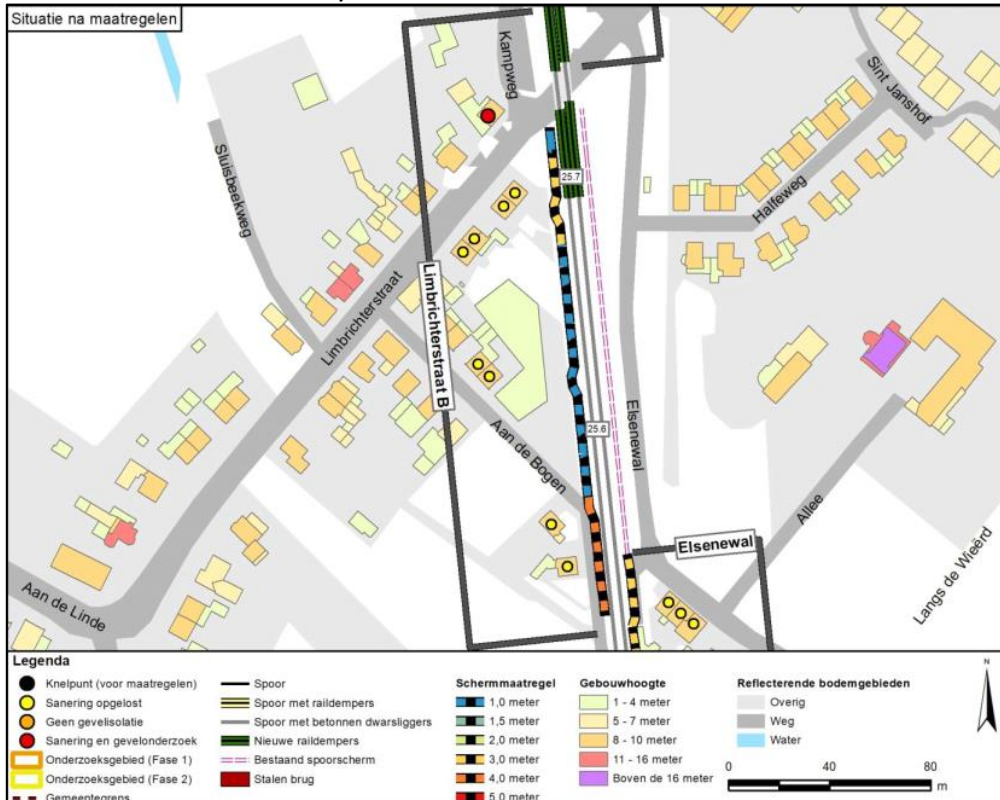 Situatie na maatregelen
Kampweg
Sint Janshof
Sluisbeekweg
25.7
Halfeweg
Limbrichterstraat
Limbrichterstraat B
25.6
Elsenewal
Aan de Bogen
Allee
Elsenewal
Langs de Wieërd
Aan de Linde
Legenda
Knelpunt (voor maatregelen)
Sanering opgelost
Geen gevelisolatie
Sanering en gevelonderzoek
Onderzoeksgebied (Fase 1)
Onderzoeksgebied (Fase 2)
Gemeentegrens
Spoor
Spoor met raildempers
Spoor met betonnen dwarsliggers
Nieuwe raildempers
Bestaand spoorscherm
Stalen brug
Schermmaatregel
1,0 meter
1,5 meter
2,0 meter
3,0 meter
4,0 meter
5,0 meter
Gebouwhoogte
1 - 4 meter
5 - 7 meter
8 - 10 meter
11 - 16 meter
Boven de 16 meter
Reflecterende bodemgebieden
Overig
Weg
Water
N
0 40 80
m